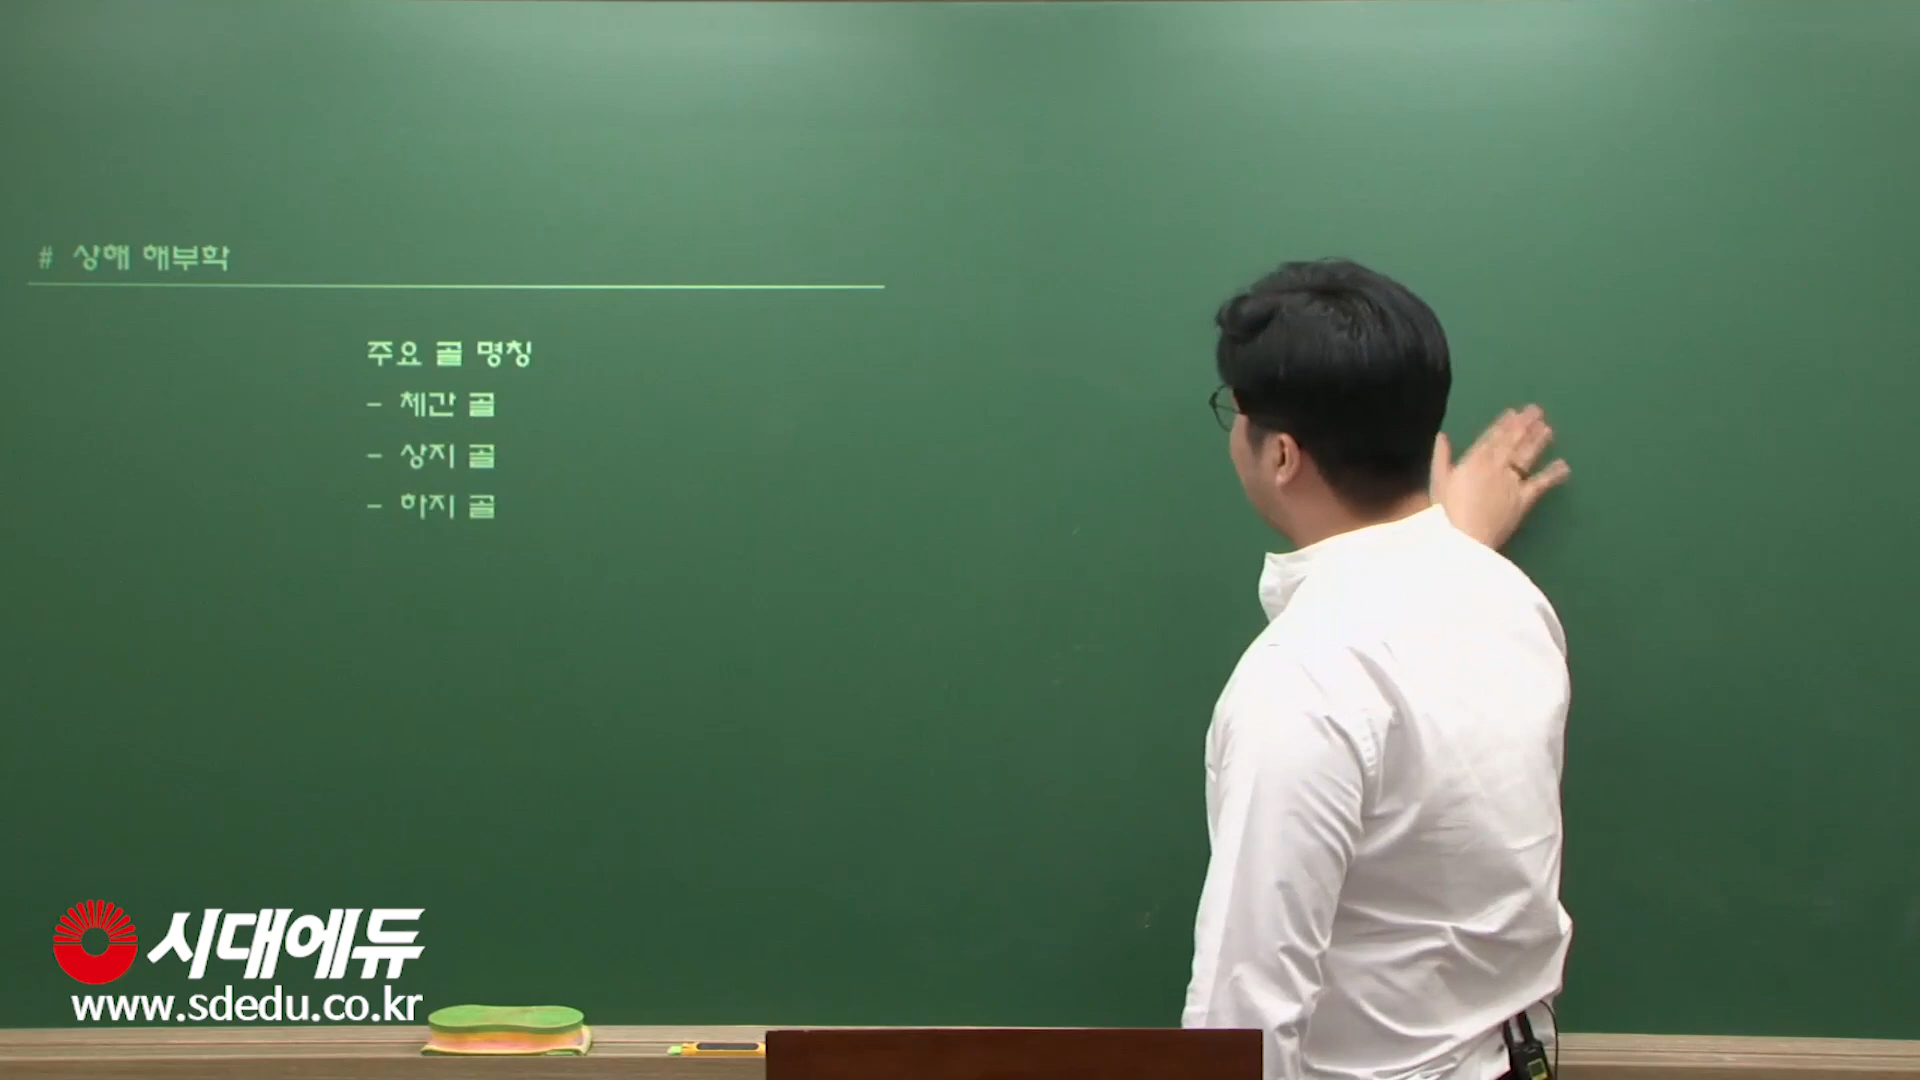 # 상해 해부학
주요 골 명칭
- 체간 골
- 상지 골
- 하지 골
시대에듀
www.sdedu.co.kr